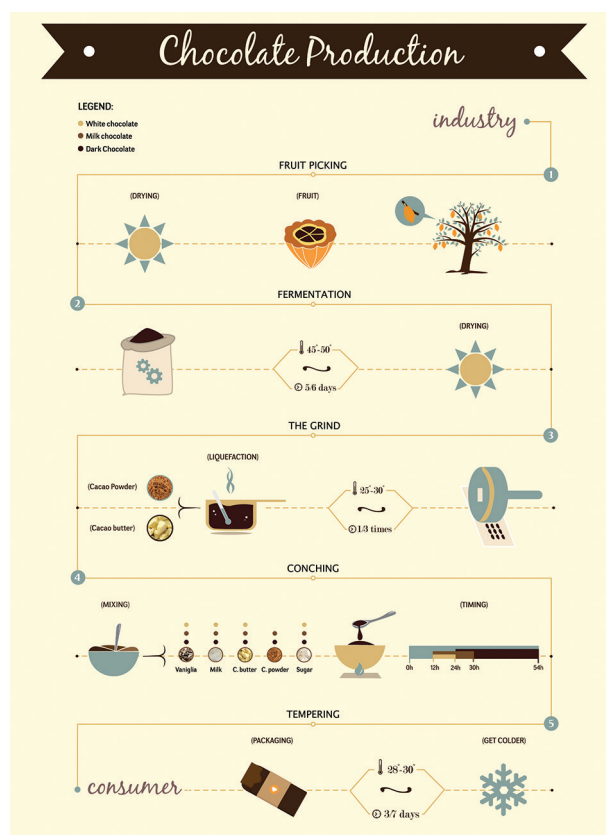 Chocolate Production
LEGEND:
White chocolate
Milk chocolate
Dark Chocolate
industry
FRUIT PICKING
1
(DRYING)
(FRUIT)
2
FERMENTATION
45°-50°
5/6 days
(DRYING)
THE GRIND
3
(LIQUEFACTION)
(Cacao Powder)
(Cacao butter)
25°-30°
1/3 times
4
CONCHING
(MIXING)
(TIMING)
Vaniglia Milk C. butter C. powder Sugar
0h 12h 24h 30h 54h
TEMPERING
5
(PACKAGING)
(GET COLDER)
28°-30°
3/7 days
consumer